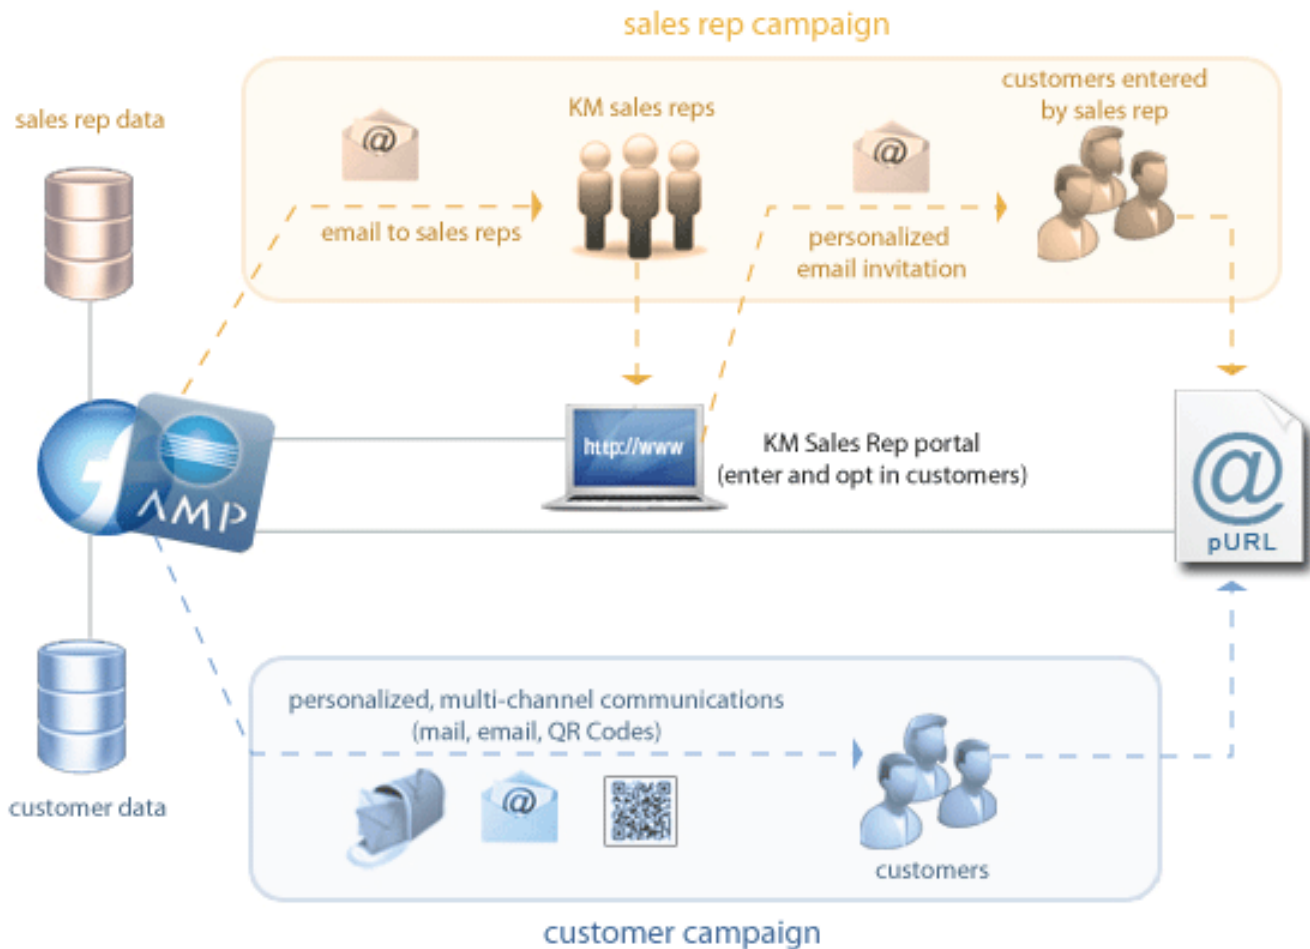 sales rep campaign
customers entered
by sales rep
KM sales reps
sales rep data
@
@
email to sales reps
personalized
email invitation
http://www
KM Sales Rep portal
(enter and opt in customers)
@
pURL
AMP
personalized, multi-channel communications
(mail, email, QR Codes)
@
customer data
customers
customer campaign